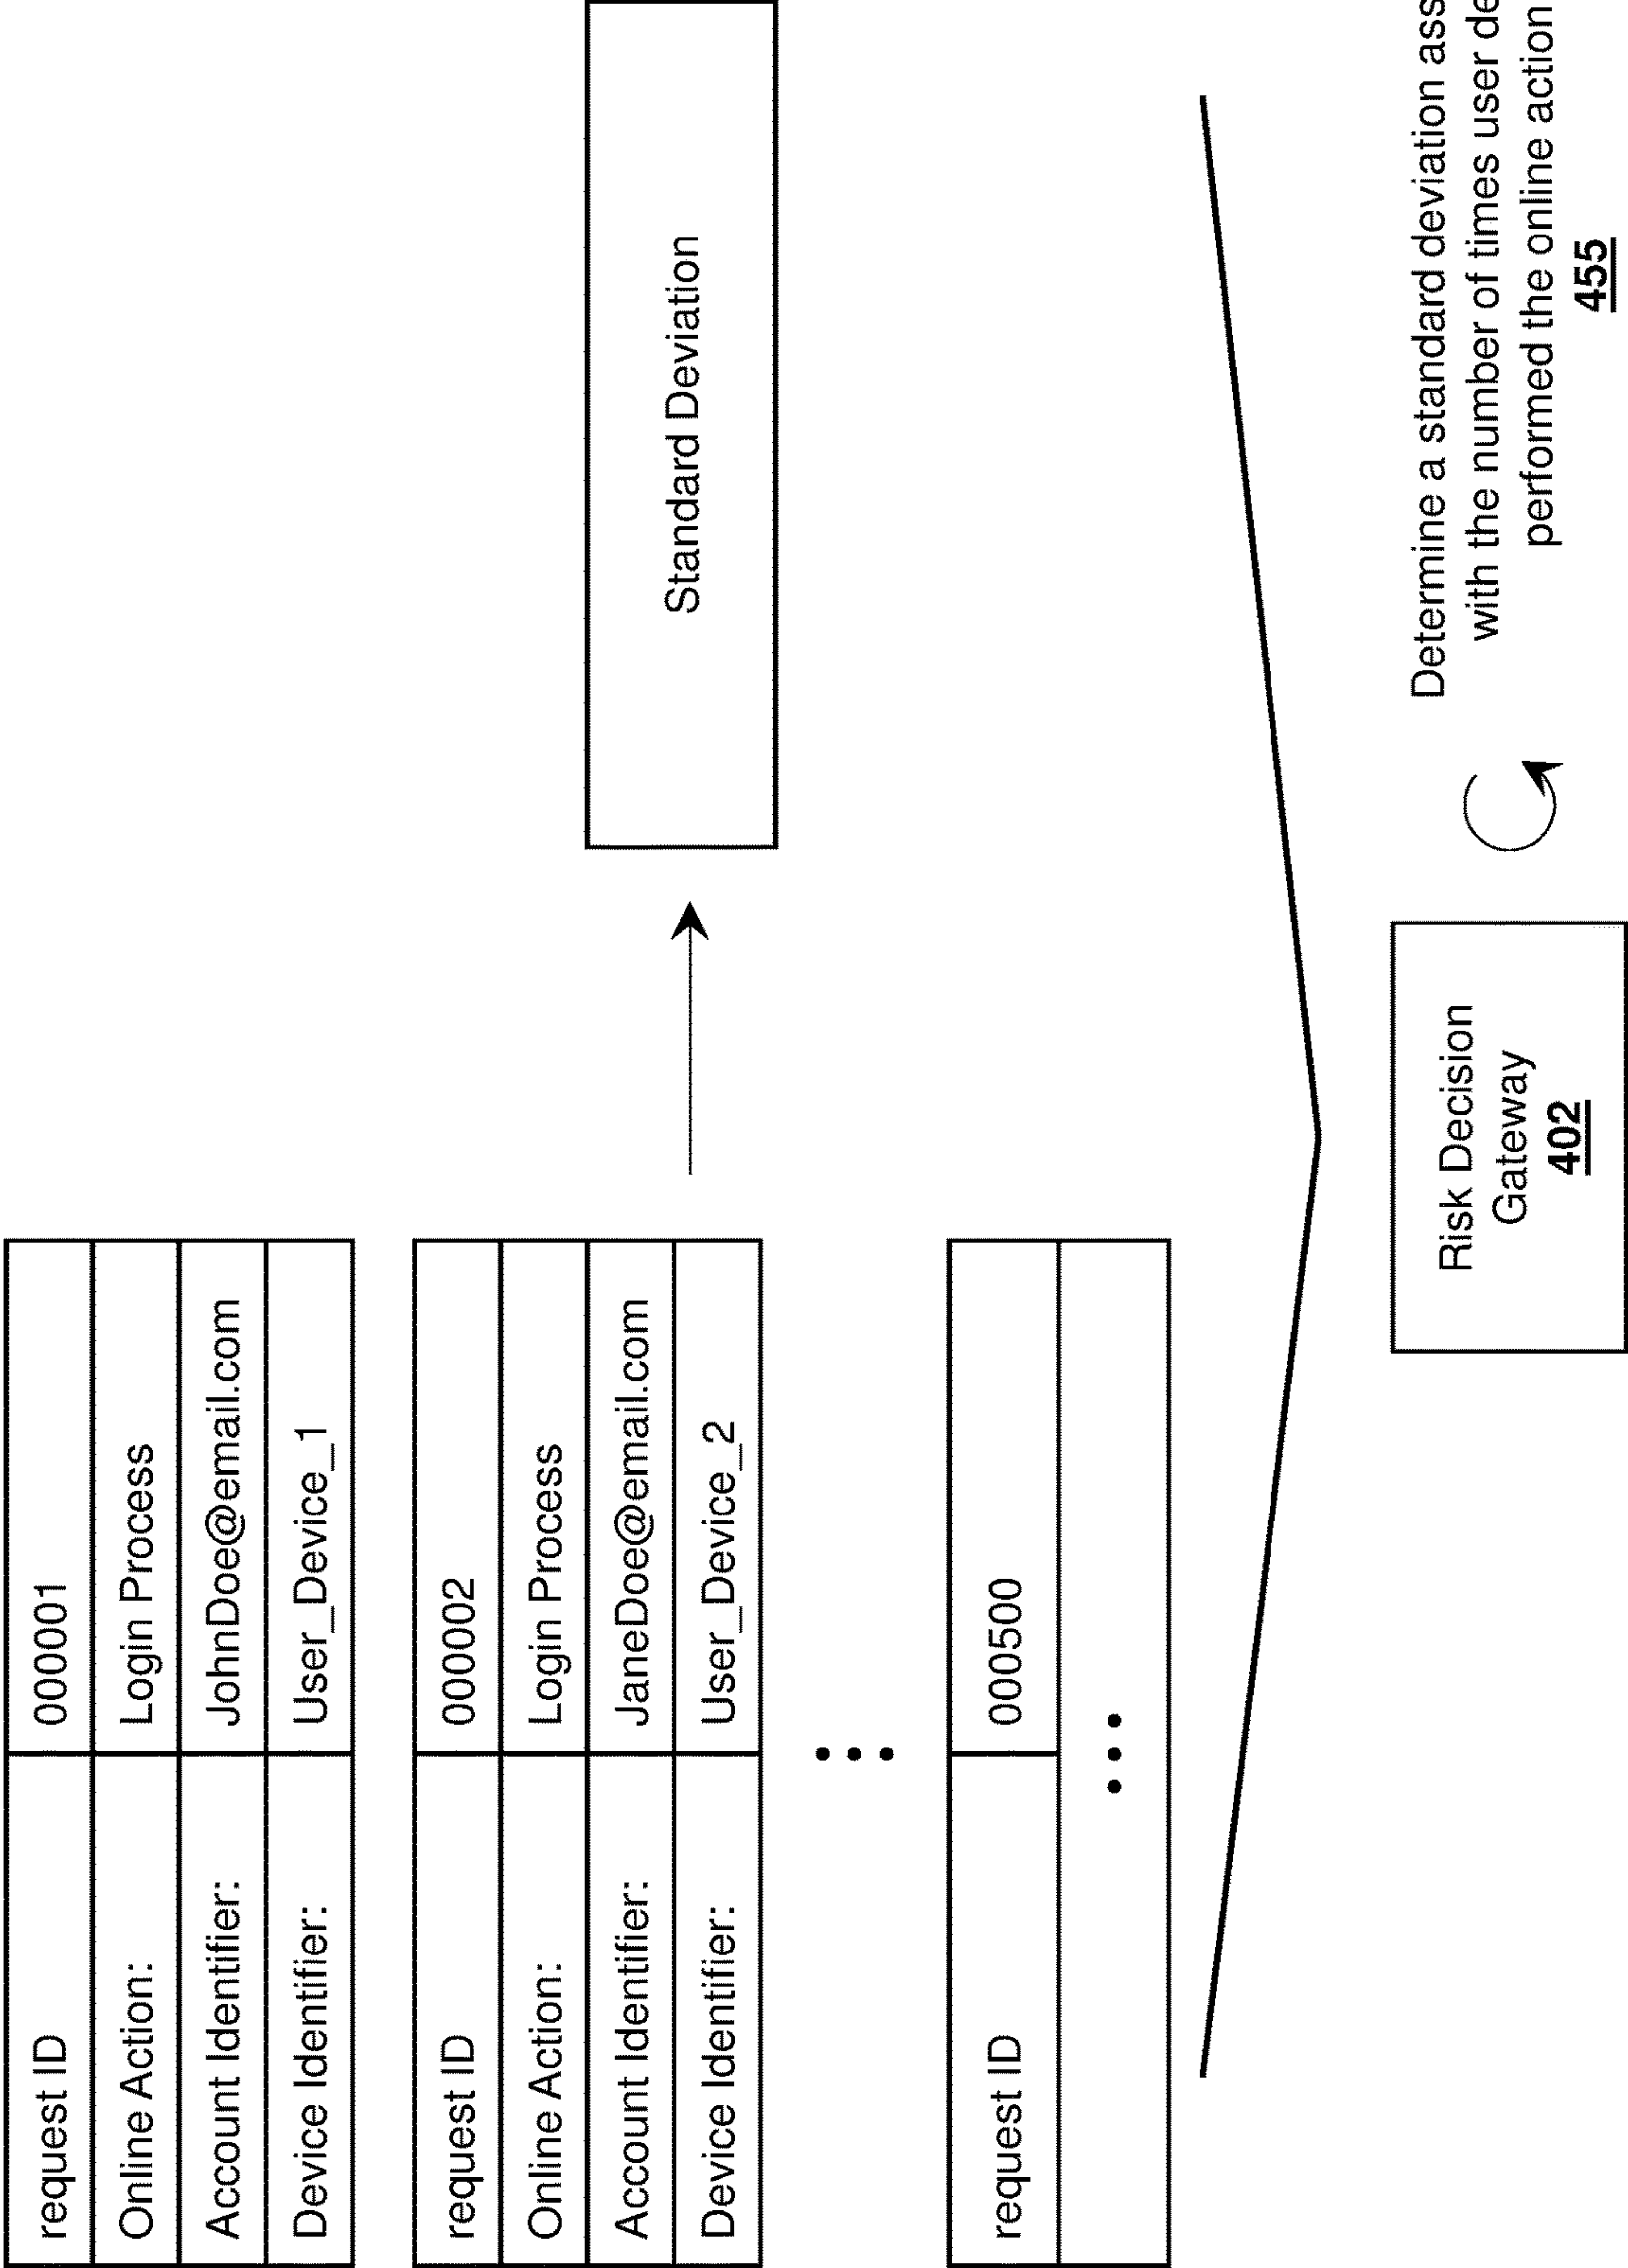 request ID 000001
Online Action: Login Process
Account Identifier: JohnDoe@email.com
Device Identifier: User_Device_1
request ID 000002
Online Action: Login Process
Account Identifier: JaneDoe@email.com
Device Identifier: User_Device_2
request ID 000500
Standard Deviation
Risk Decision
Gateway
402
Determine a standard deviation ass
with the number of times user de
performed the online action
455